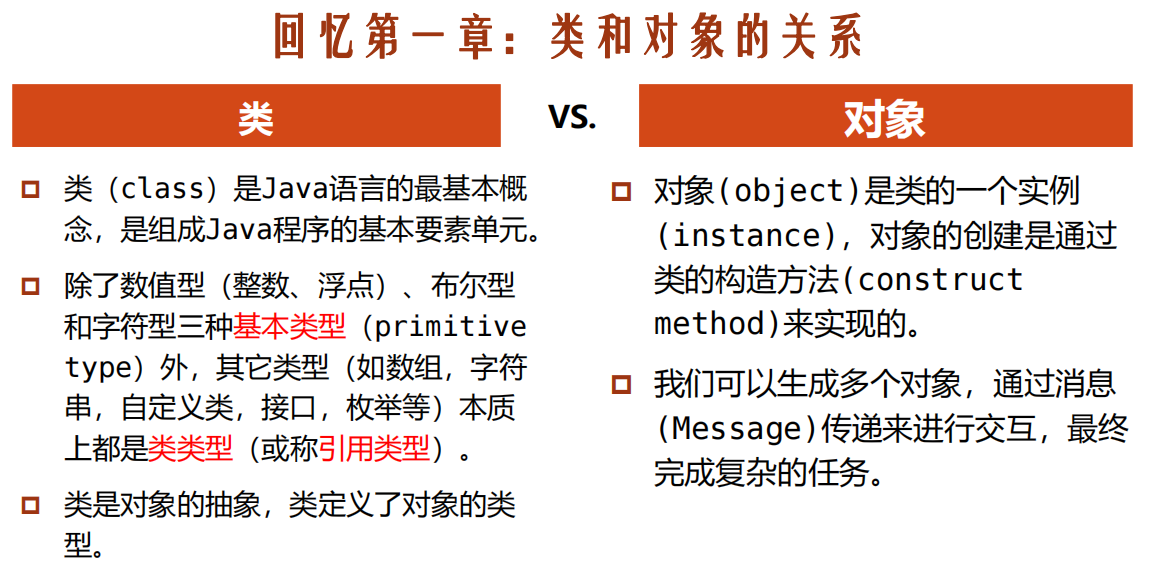 回忆第一章：类和对象的关系
类
vs.
对象
类（class）是Java语言的最基本概
念，是组成Java程序的基本要素单元。
除了数值型（整数、浮点）、布尔型
和字符型三种基本类型（primitive
type）外，其它类型（如数组，字符
串，自定义类，接口，枚举等）本质
上都是类类型（或称引用类型）。
类是对象的抽象，类定义了对象的类
型。
对象(object)是类的一个实例
(instance)，对象的创建是通过
类的构造方法(construct
method)来实现的。
我们可以生成多个对象，通过消息
(Message)传递来进行交互，最终
完成复杂的任务。